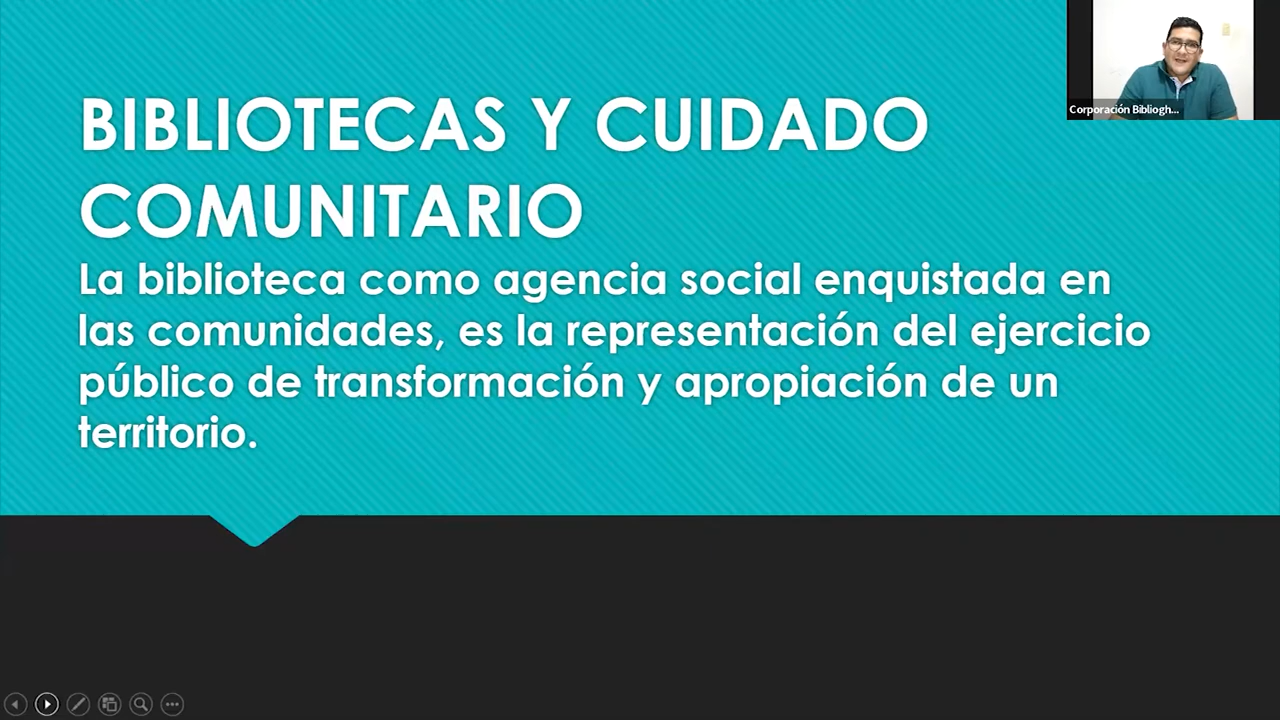 BIBLIOTECAS Y CUIDADO
COMUNITARIO
La biblioteca como agencia social enquistada en
las comunidades, es la representación del ejercicio
público de transformación y apropiación de un
territorio.
Corporación Bibliogh...